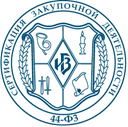 СЕРТИФИКАЦИЯ ЗАКУПОЧНОЙ ДЕЯТЕЛЬНОСТИ
44-ФЗ